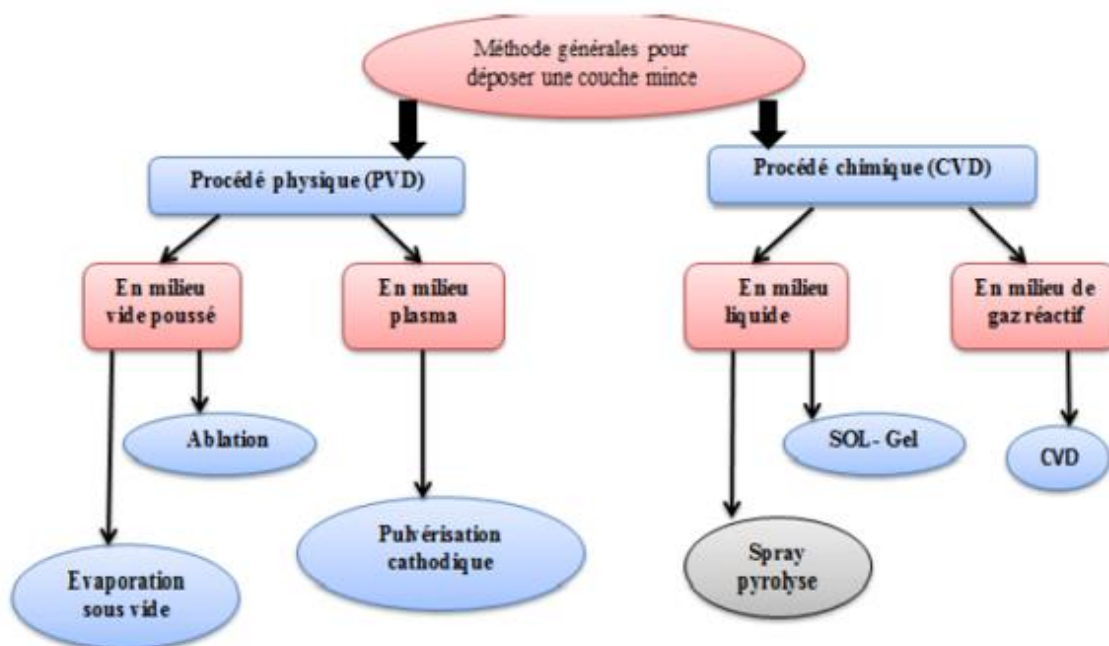 Méthode générales pour
déposer une couche mince
Procédé physique (PVD)
Procédé chimique (CVD)
En milieu
vide poussé
En milieu
plasma
En milieu
liquide
En milieu de
gaz réactif
Ablation
SOL- Gel
CVD
Pulvérisation
cathodique
Spray
pyrolyse
Evaporation
sous vide